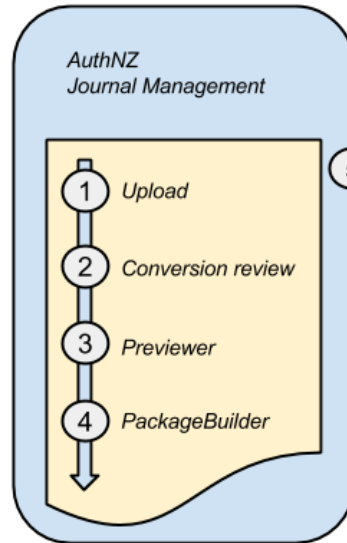 AuthNZ
Journal Management
1 Upload
2 Conversion review
3 Previewer
4 PackageBuilder